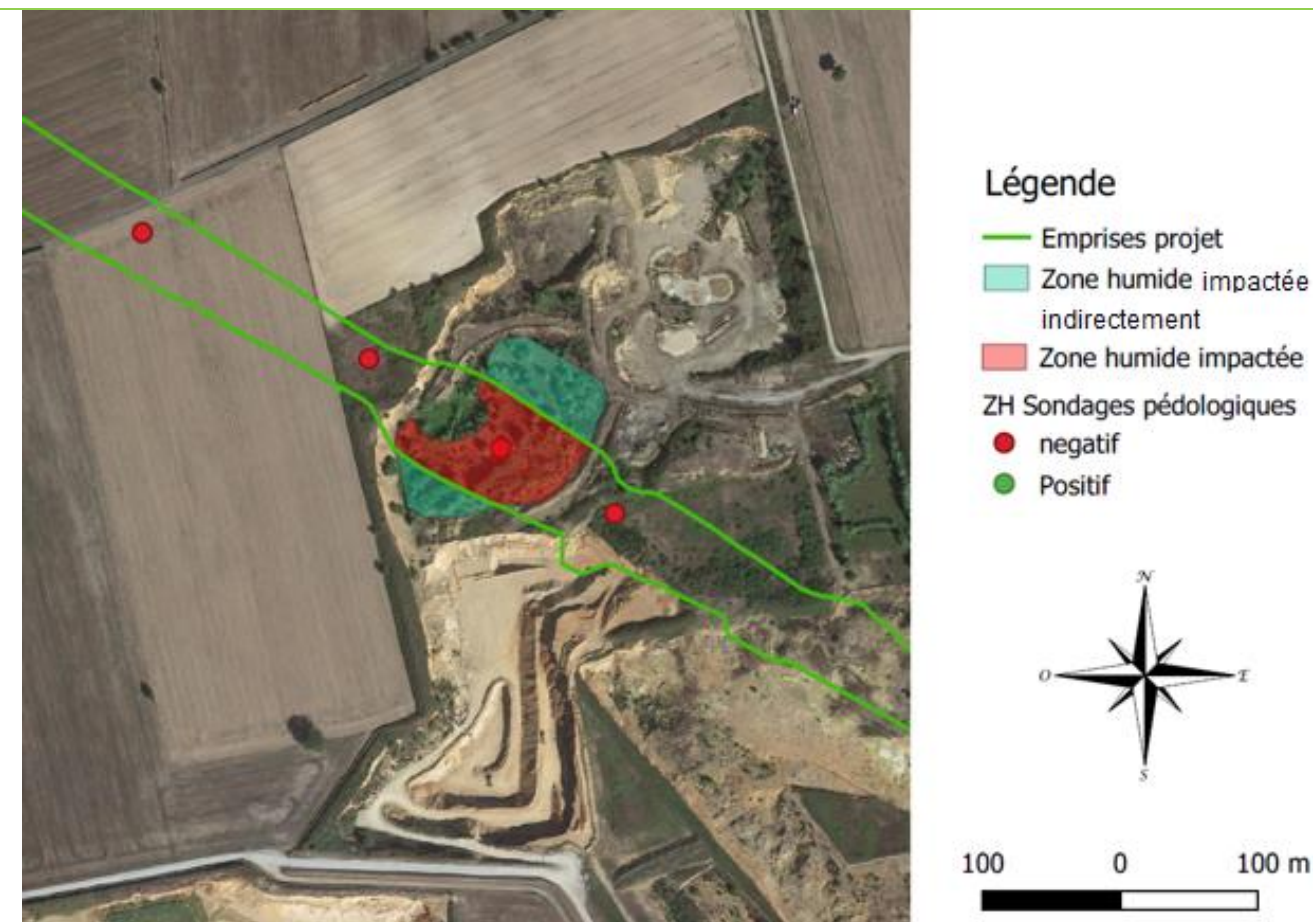 Légende
Emprises projet
Zone humide impactée
indirectement
Zone humide impactée
ZH Sondages pédologiques
negatif
Positif
N
O
E
S
100 0 100 m